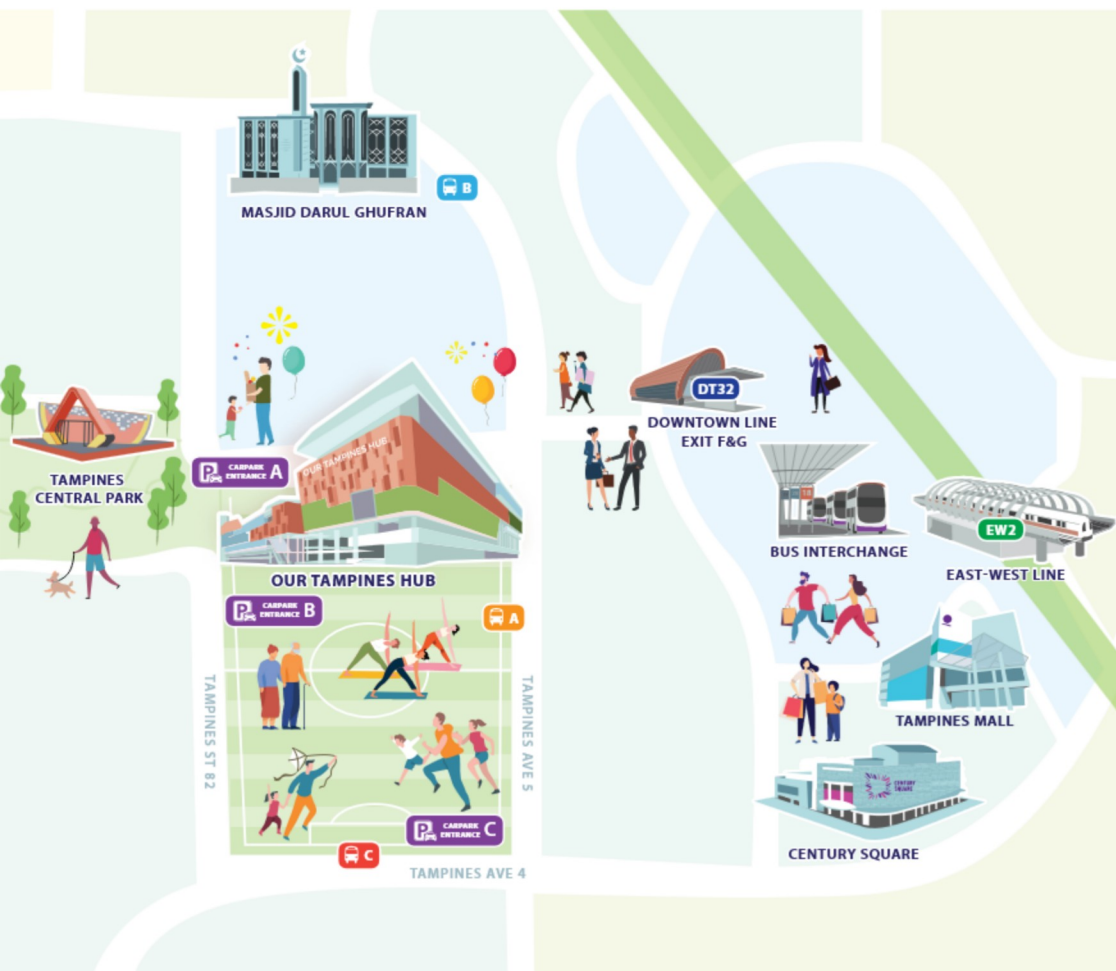 B
MASJID DARUL GHUFRAN
DT32
DOWNTOWN LINE
EXIT F&G
TAMPINES
CENTRAL PARK
CARPARK
ENTRANCE A
OUR TAMPINES HUB
BUS INTERCHANGE
EW2
EAST-WEST LINE
OUR TAMPINES HUB
CARPARK
ENTRANCE B
A
TAMPINES ST 82
TAMPINES AVE 5
TAMPINES MALL
CENTURY
SQUARE
CARPARK
ENTRANCE C
C
TAMPINES AVE 4
CENTURY SQUARE